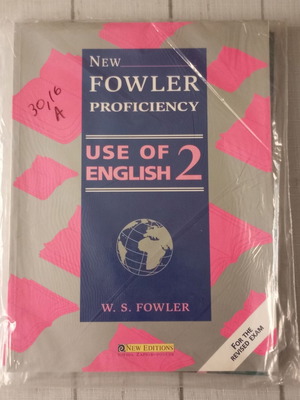 NEW
FOWLER
PROFICIENCY
30,16
A
USE OF
ENGLISH 2
W. S. FOWLER
FOR THE
REVISED EXAM
NEW EDITIONS